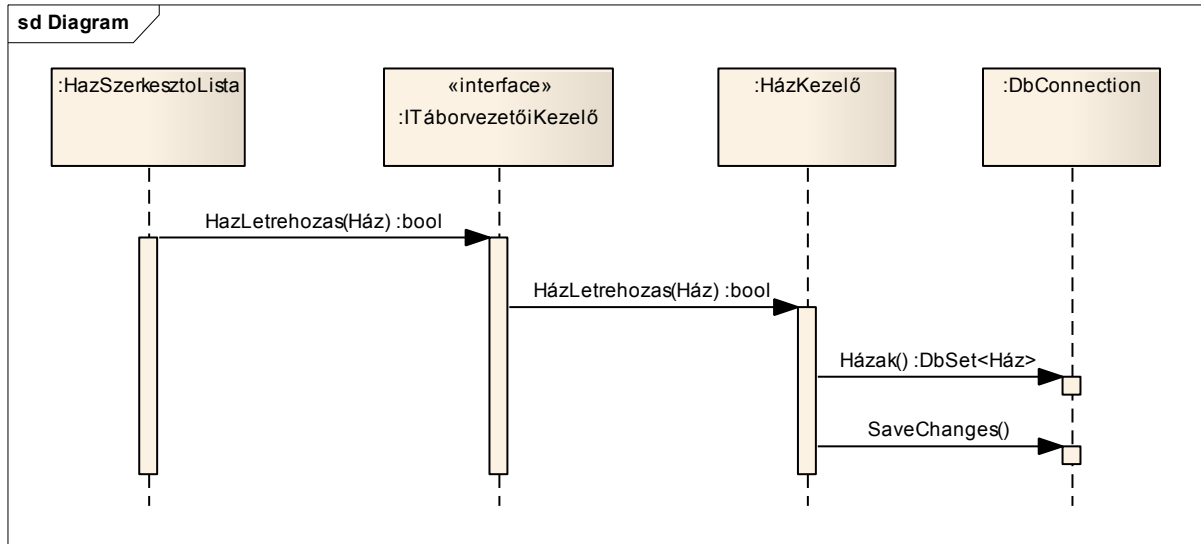 sd Diagram
:HazSzerkesztoLista
«interface»
:ITáborvezetőiKezelő
:HázKezelő
:DbConnection
HazLetrehozas(Ház) :bool
HázLetrehozas(Ház) :bool
Házak() :DbSet<Ház>
SaveChanges()